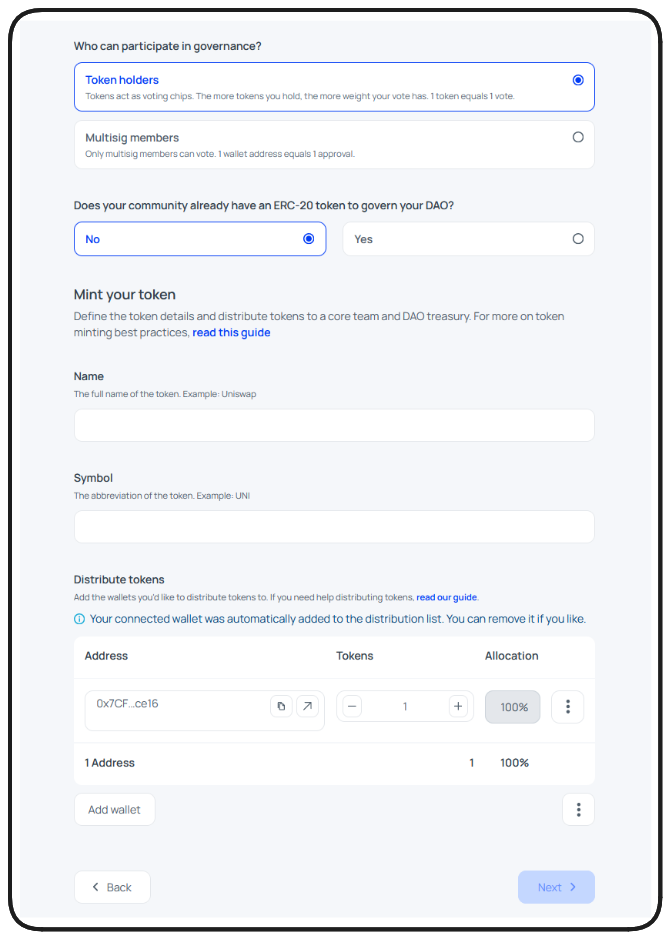 Who can participate in governance?
Token holders
Tokens act as voting chips. The more tokens you hold, the more weight your vote has. 1 token equals 1 vote.
Multisig members
Only multisig members can vote. 1 wallet address equals 1 approval.
Does your community already have an ERC-20 token to govern your DAO?
No Yes
Mint your token
Define the token details and distribute tokens to a core team and DAO treasury. For more on token
minting best practices, read this guide
Name
The full name of the token. Example: Uniswap
Symbol
The abbreviation of the token. Example: UNI
Distribute tokens
Add the wallets you'd like to distribute tokens to. If you need help distributing tokens, read our guide.
Your connected wallet was automatically added to the distribution list. You can remove it if you like.
Address Tokens Allocation
0x7CF...ce16 1 100%
1 Address 1 100%
Add wallet
Back Next